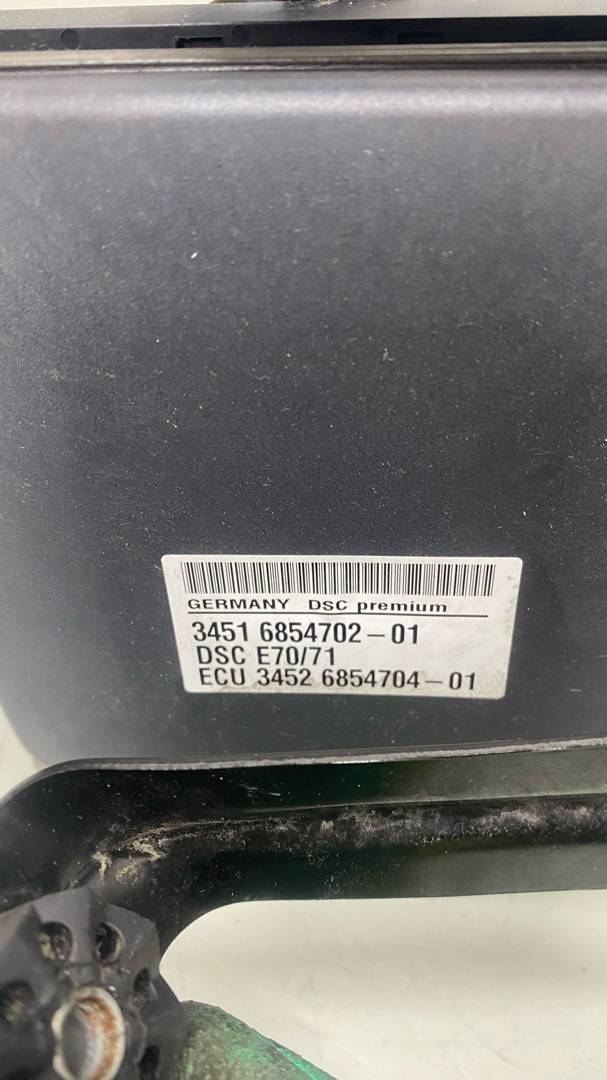 GERMANY DSC premium
3451 6854702-01
DSC E70/71
ECU 3452 6854704-01